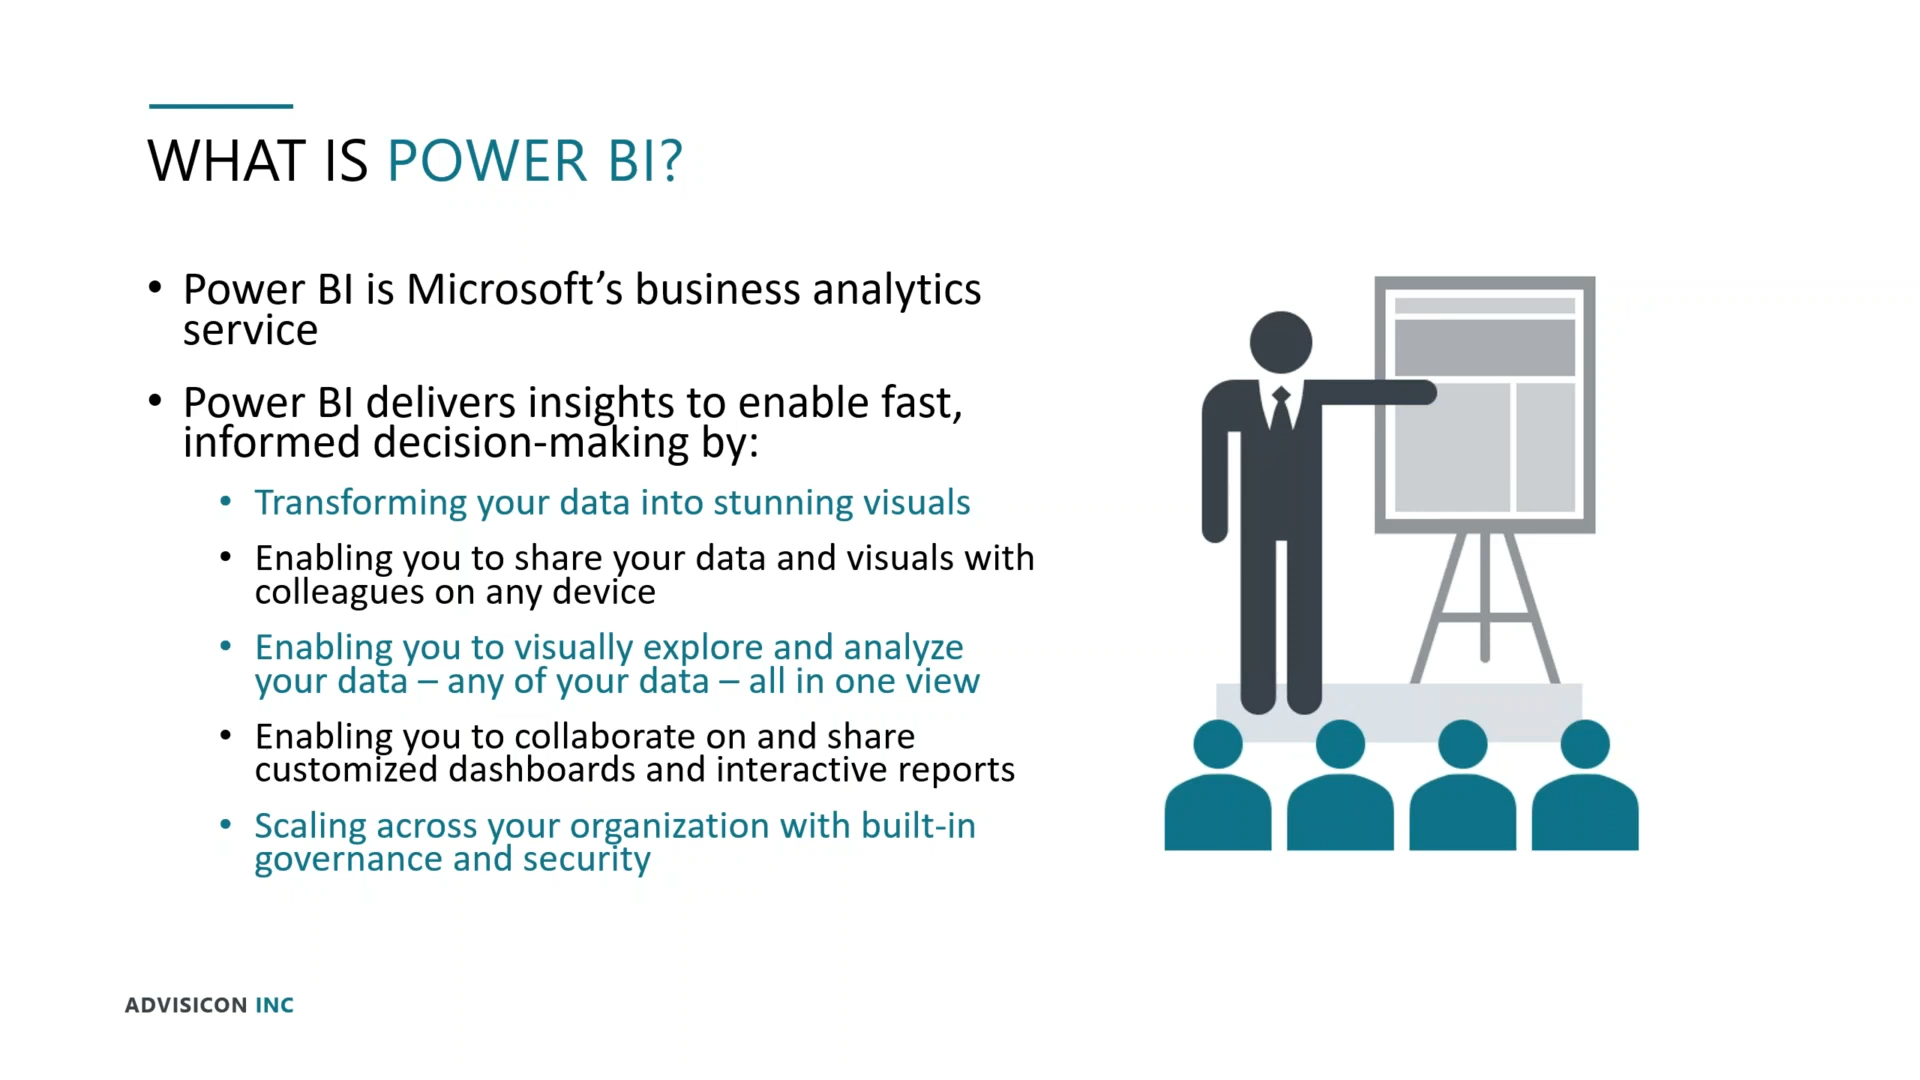 WHAT IS POWER BI?
• Power BI is Microsoft’s business analytics
service
• Power BI delivers insights to enable fast,
informed decision-making by:
• Transforming your data into stunning visuals
• Enabling you to share your data and visuals with
colleagues on any device
• Enabling you to visually explore and analyze
your data – any of your data – all in one view
• Enabling you to collaborate on and share
customized dashboards and interactive reports
• Scaling across your organization with built-in
governance and security
ADVISICON INC